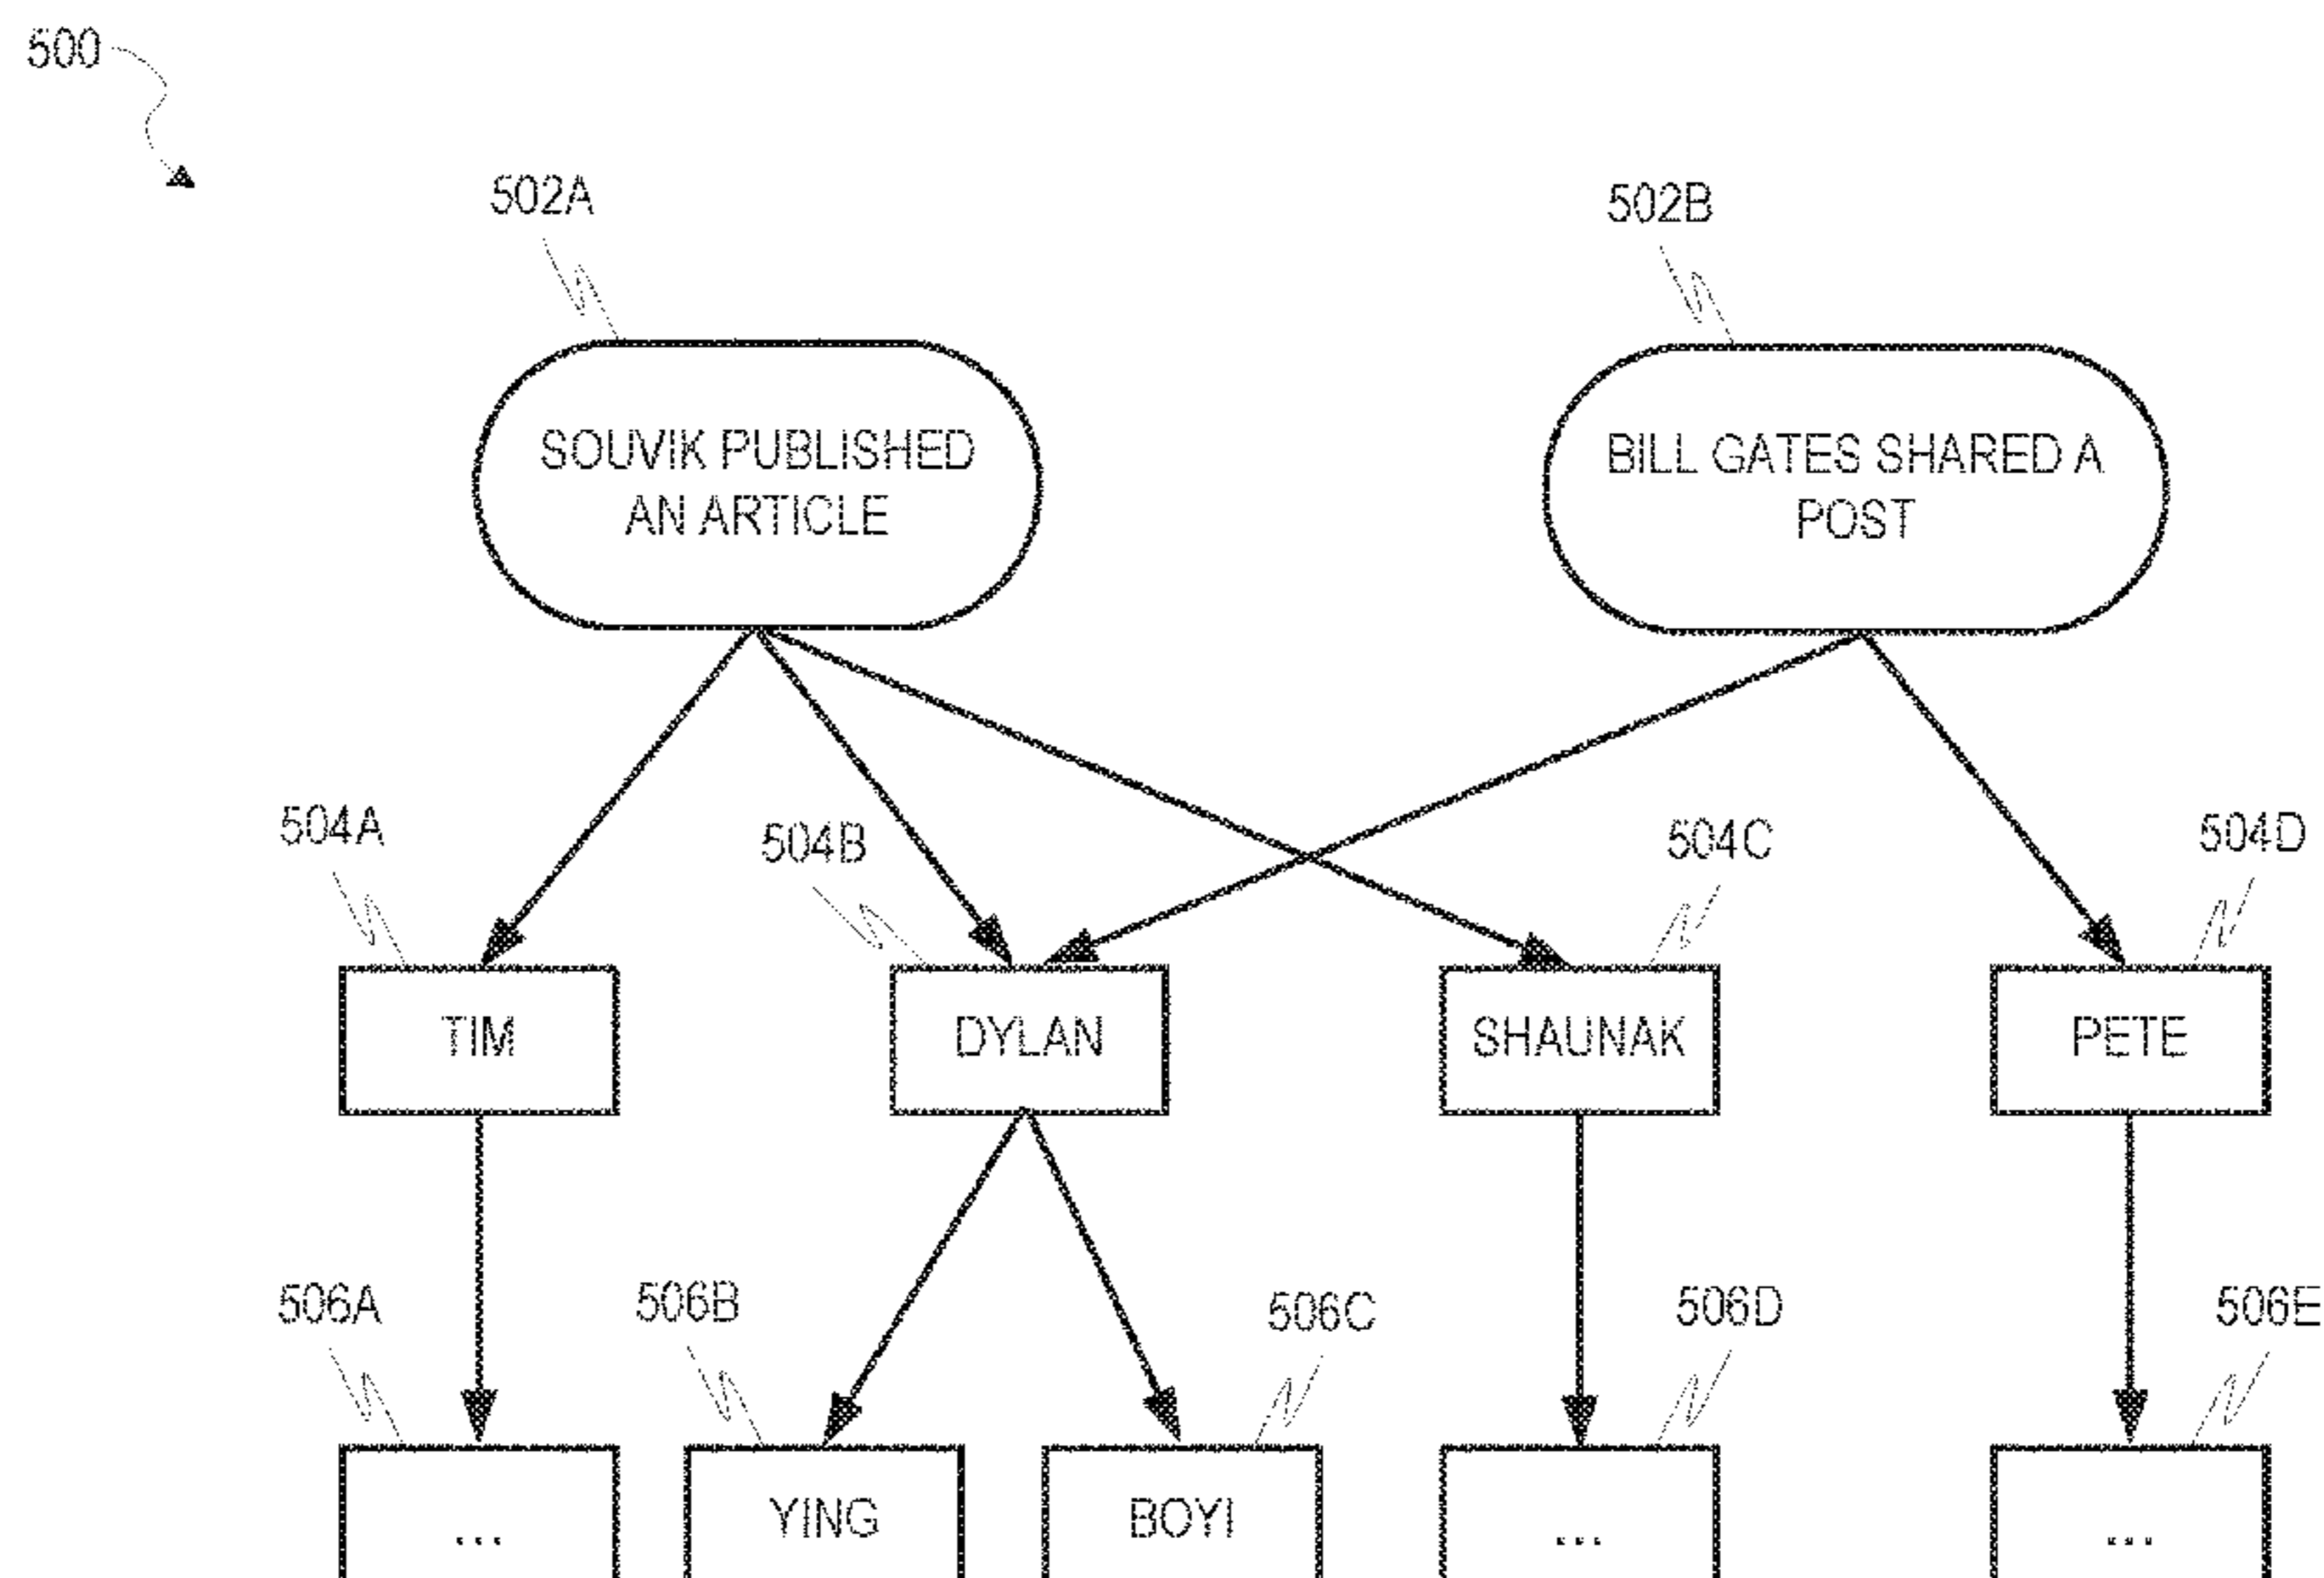 500
502A
502B
SOUVIK PUBLISHED
AN ARTICLE
BILL GATES SHARED A
POST
504A
504B
504C
504D
TIM
DYLAN
SHAUNAK
PETE
506A
506B
506C
506D
506E
...
YING
BOYI
...
...